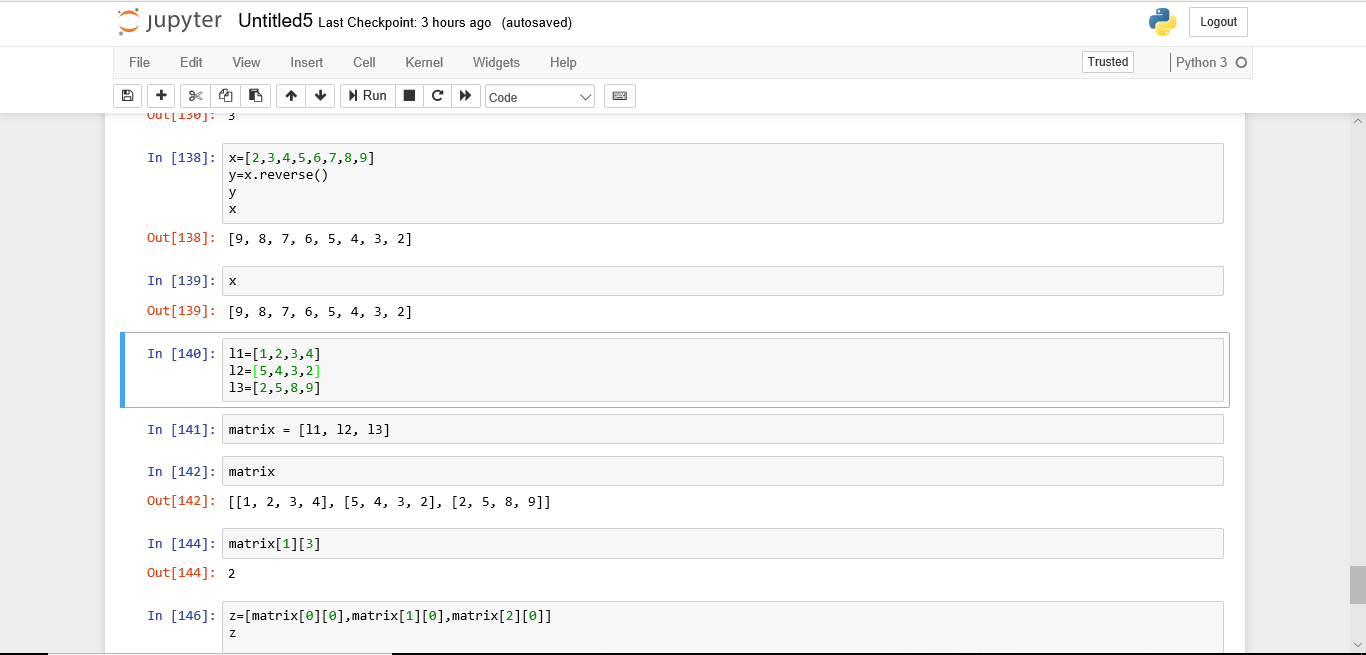 jupyter Untitled5 Last Checkpoint: 3 hours ago (autosaved) Logout
File Edit View Insert Cell Kernel Widgets Help Trusted Python 3
Run Code
Out[130]: 3
In [138]: x=[2,3,4,5,6,7,8,9]
y=x.reverse()
y
x
Out[138]: [9, 8, 7, 6, 5, 4, 3, 2]
In [139]: x
Out[139]: [9, 8, 7, 6, 5, 4, 3, 2]
In [140]: l1=[1,2,3,4]
l2=[5,4,3,2]
l3=[2,5,8,9]
In [141]: matrix = [l1, l2, l3]
In [142]: matrix
Out[142]: [[1, 2, 3, 4], [5, 4, 3, 2], [2, 5, 8, 9]]
In [144]: matrix[1][3]
Out[144]: 2
In [146]: z=[matrix[0][0],matrix[1][0],matrix[2][0]]
z